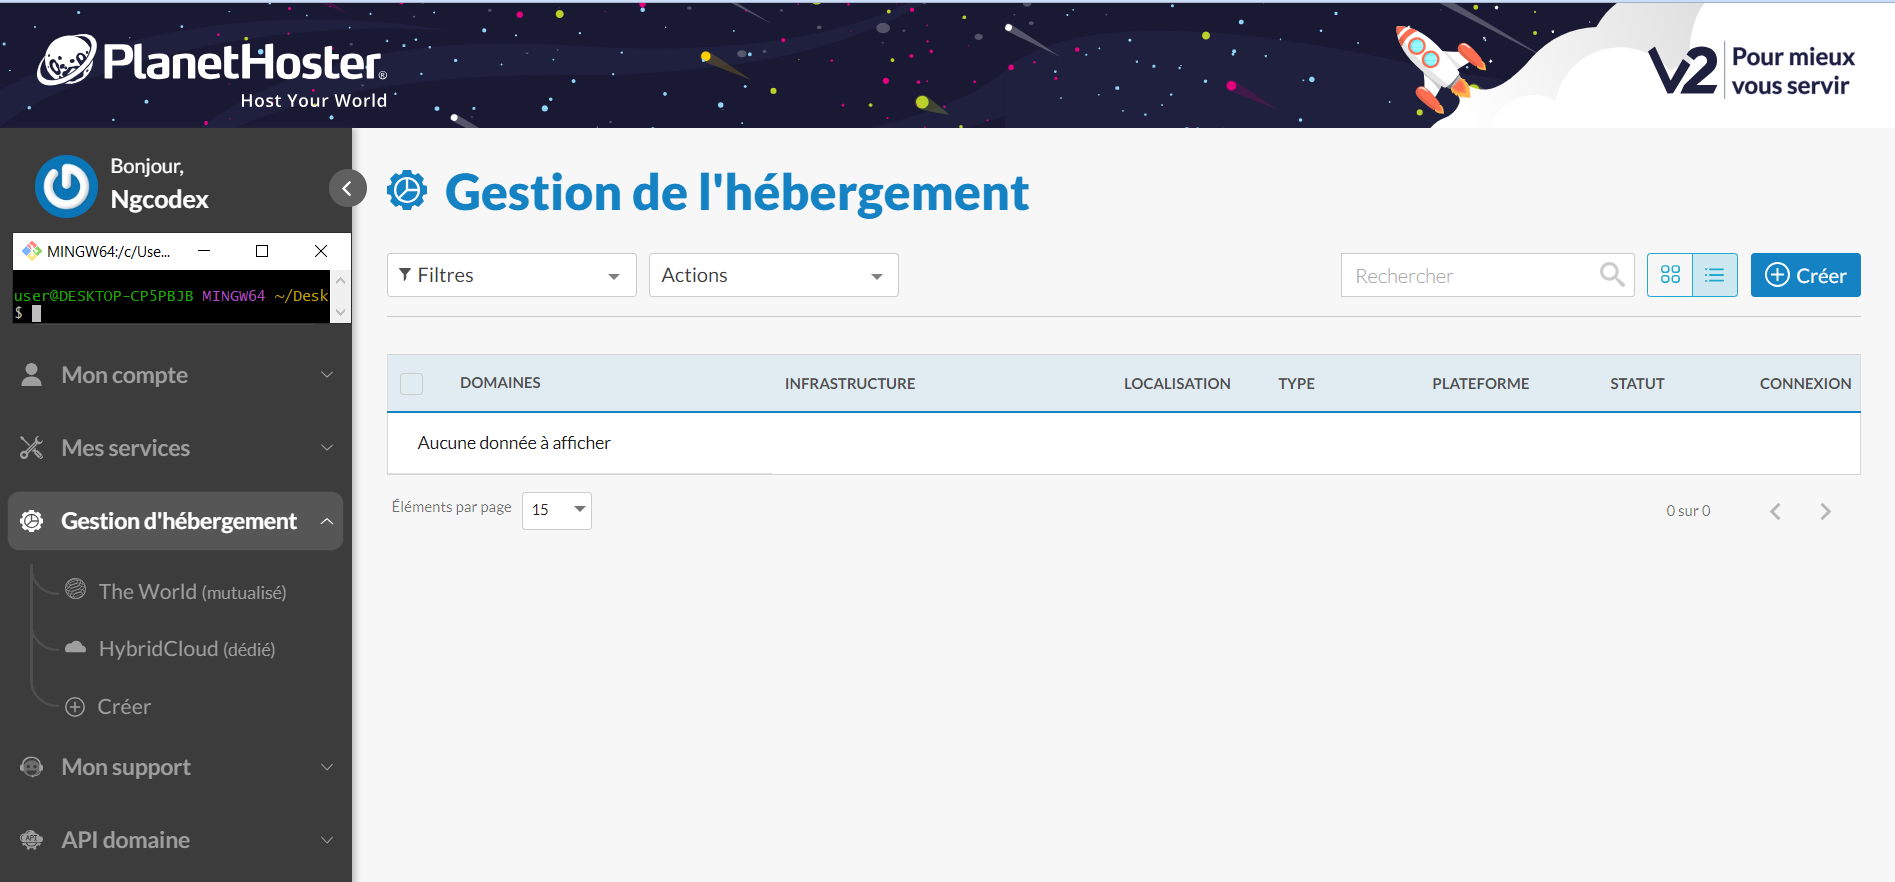 PlanetHoster®
Host Your World
V2 Pour mieux
vous servir
Bonjour,
Ngcodex
MINGW64:/c/Use...
user@DESKTOP-CP5PBJB MINGW64 ~/Desk
$
Mon compte
Mes services
Gestion d'hébergement
The World (mutualisé)
HybridCloud (dédié)
Créer
Mon support
API domaine
Gestion de l'hébergement
Filtres
Actions
Rechercher
Créer
DOMAINES INFRASTRUCTURE LOCALISATION TYPE PLATEFORME STATUT CONNEXION
Aucune donnée à afficher
Éléments par page 15
0 sur 0